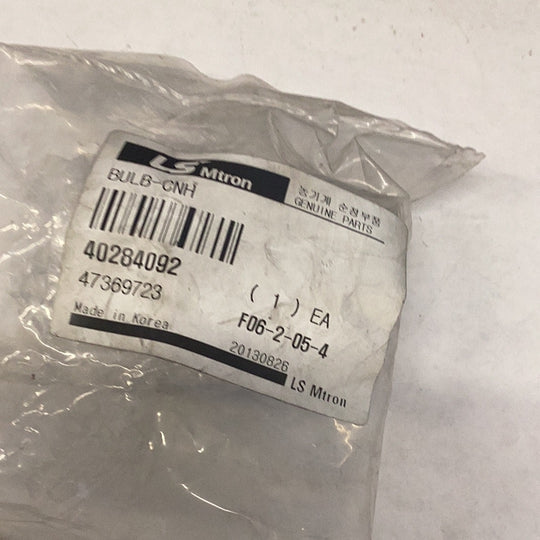 LS Mtron
농기계 순정부품
GENUINE PARTS
BULB-CNH
40284092
47369723
( 1 ) EA
Made in Korea
F06-2-05-4
20130826
LS Mtron